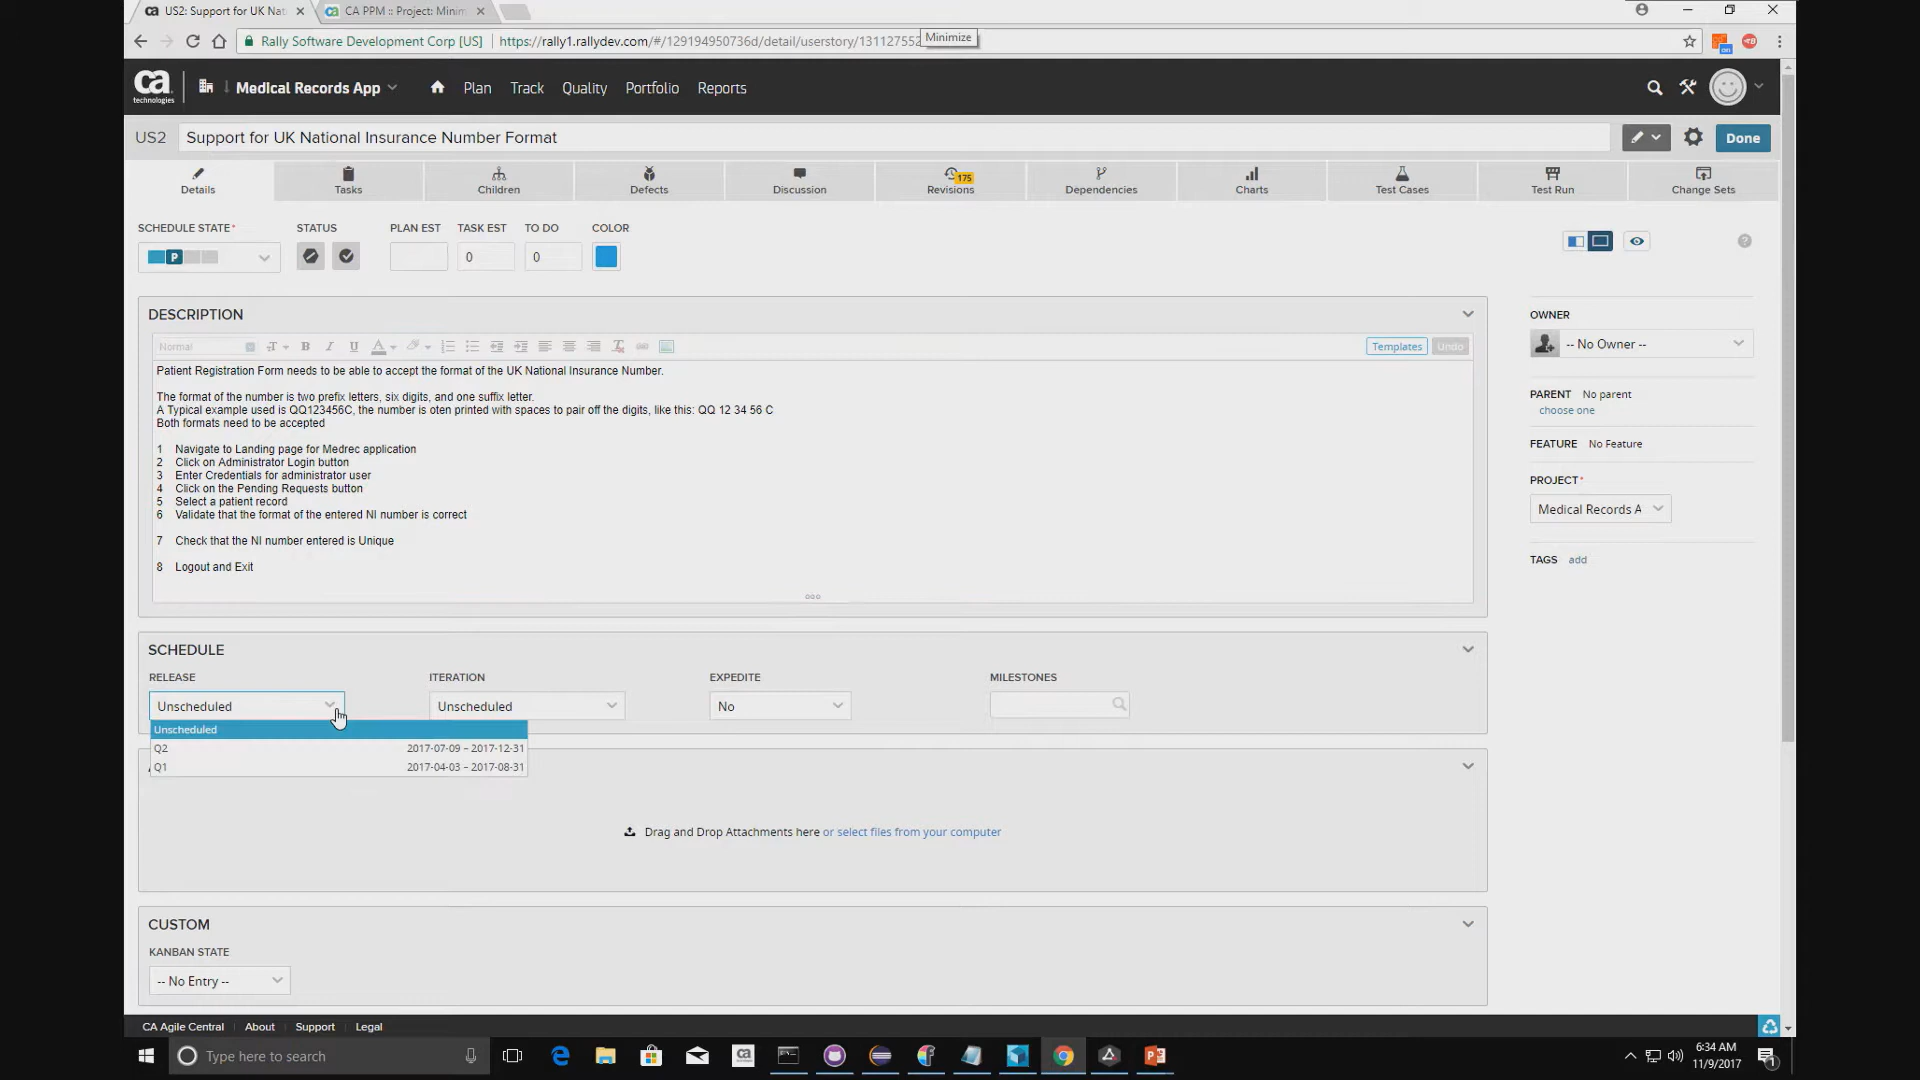 US2: Support for UK Nat
CA PPM :: Project: Minim
Rally Software Development Corp [US]
https://rally1.rallydev.com/#/129194950736d/detail/userstory/131127552
Minimize
ca technologies
Medical Records App
Plan
Track
Quality
Portfolio
Reports
US2
Support for UK National Insurance Number Format
Done
Details
Tasks
Children
Defects
Discussion
175
Revisions
Dependencies
Charts
Test Cases
Test Run
Change Sets
SCHEDULE STATE*
STATUS
PLAN EST
TASK EST
TO DO
COLOR
P
0
0
DESCRIPTION
Normal
Templates
Undo
Patient Registration Form needs to be able to accept the format of the UK National Insurance Number.
The format of the number is two prefix letters, six digits, and one suffix letter.
A Typical example used is QQ123456C, the number is oten printed with spaces to pair off the digits, like this: QQ 12 34 56 C
Both formats need to be accepted
1 Navigate to Landing page for Medrec application
2 Click on Administrator Login button
3 Enter Credentials for administrator user
4 Click on the Pending Requests button
5 Select a patient record
6 Validate that the format of the entered NI number is correct
7 Check that the NI number entered is Unique
8 Logout and Exit
OWNER
-- No Owner --
PARENT No parent
choose one
FEATURE No Feature
PROJECT*
Medical Records A
TAGS add
SCHEDULE
RELEASE
ITERATION
EXPEDITE
MILESTONES
Unscheduled
Unscheduled
No
Unscheduled
Q2 2017-07-09 – 2017-12-31
Q1 2017-04-03 – 2017-08-31
Drag and Drop Attachments here or select files from your computer
CUSTOM
KANBAN STATE
-- No Entry --
CA Agile Central
About
Support
Legal
Type here to search
6:34 AM
11/9/2017
1